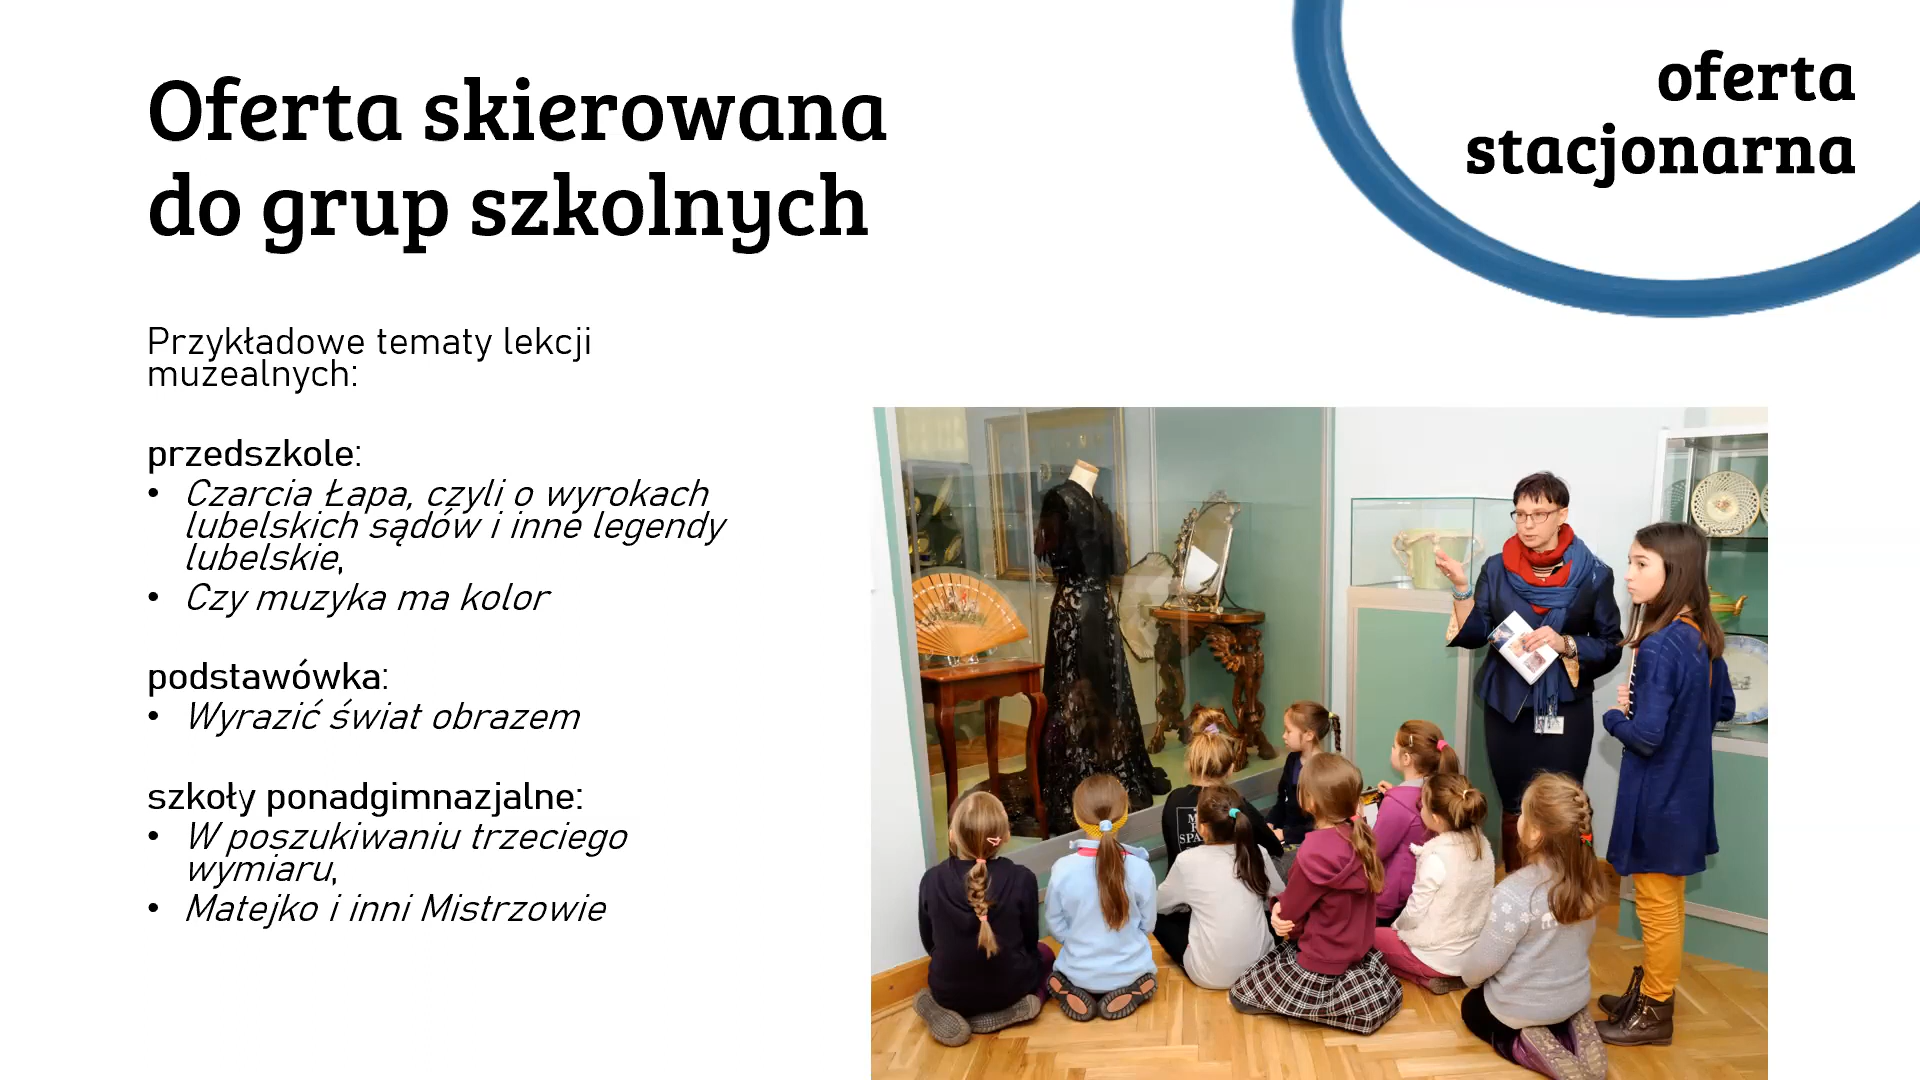 Oferta skierowana
do grup szkolnych
oferta
stacjonarna
Przykładowe tematy lekcji
muzealnych:
przedszkole:
• Czarcia Łapa, czyli o wyrokach
lubelskich sądów i inne legendy
lubelskie,
• Czy muzyka ma kolor
podstawówka:
• Wyrazić świat obrazem
szkoły ponadgimnazjalne:
• W poszukiwaniu trzeciego
wymiaru,
• Matejko i inni Mistrzowie